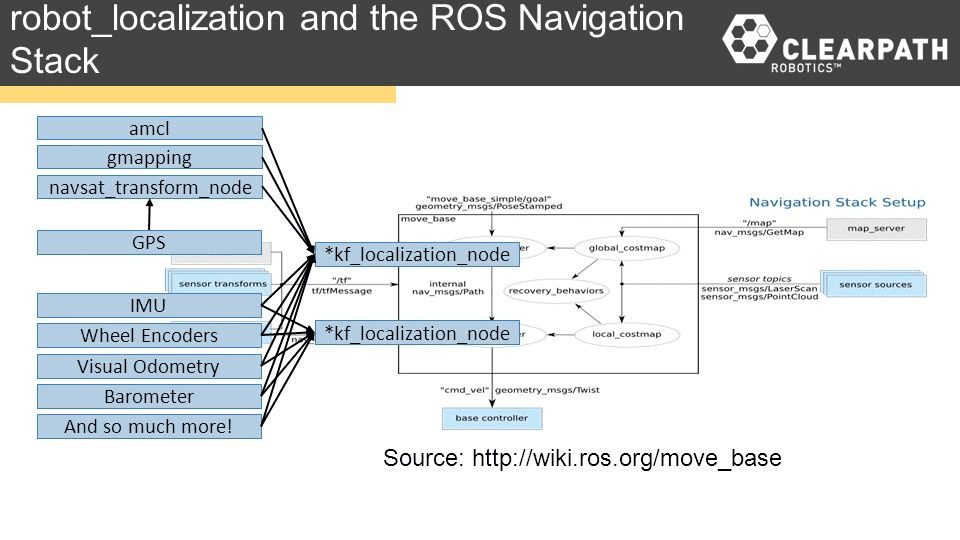 robot_localization and the ROS Navigation
Stack
CLEARPATH
ROBOTICS™
amcl
gmapping
navsat_transform_node
GPS
IMU
Wheel Encoders
Visual Odometry
Barometer
And so much more!
*kf_localization_node
*kf_localization_node
"move_base_simple/goal"
geometry_msgs/PoseStamped
move_base
Navigation Stack Setup
"/map"
nav_msgs/GetMap
map_server
global_costmap
sensor transforms
"/tf"
tf/tfMessage
internal
nav_msgs/Path
recovery_behaviors
sensor topics
sensor_msgs/LaserScan
sensor_msgs/PointCloud
sensor sources
local_costmap
"cmd_vel" geometry_msgs/Twist
base controller
Source: http://wiki.ros.org/move_base